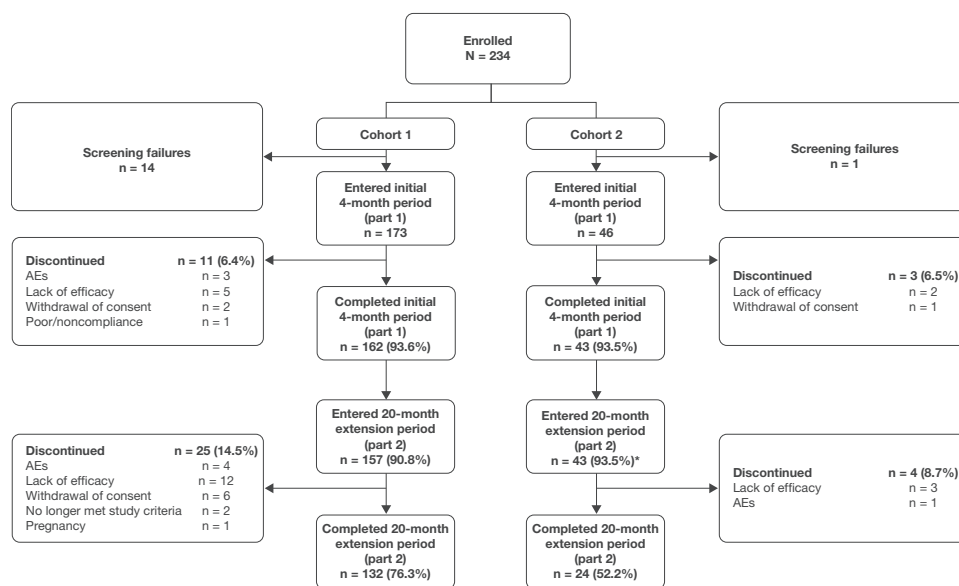 Enrolled
N = 234
Cohort 1
Cohort 2
Screening failures
n = 14
Screening failures
n = 1
Entered initial
4-month period
(part 1)
n = 173
Entered initial
4-month period
(part 1)
n = 46
Discontinued n = 11 (6.4%)
AEs n = 3
Lack of efficacy n = 5
Withdrawal of consent n = 2
Poor/noncompliance n = 1
Discontinued n = 3 (6.5%)
Lack of efficacy n = 2
Withdrawal of consent n = 1
Completed initial
4-month period
(part 1)
n = 162 (93.6%)
Completed initial
4-month period
(part 1)
n = 43 (93.5%)
Entered 20-month
extension period
(part 2)
n = 157 (90.8%)
Entered 20-month
extension period
(part 2)
n = 43 (93.5%)*
Discontinued n = 25 (14.5%)
AEs n = 4
Lack of efficacy n = 12
Withdrawal of consent n = 6
No longer met study criteria n = 2
Pregnancy n = 1
Discontinued n = 4 (8.7%)
Lack of efficacy n = 3
AEs n = 1
Completed 20-month
extension period
(part 2)
n = 132 (76.3%)
Completed 20-month
extension period
(part 2)
n = 24 (52.2%)